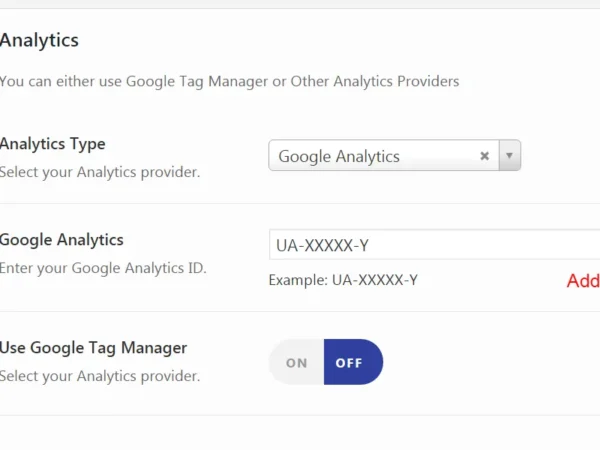 Analytics
You can either use Google Tag Manager or Other Analytics Providers
Analytics Type
Select your Analytics provider.
Google Analytics
Google Analytics
Enter your Google Analytics ID.
UA-XXXXX-Y
Example: UA-XXXXX-Y
Add
Use Google Tag Manager
Select your Analytics provider.
ON OFF